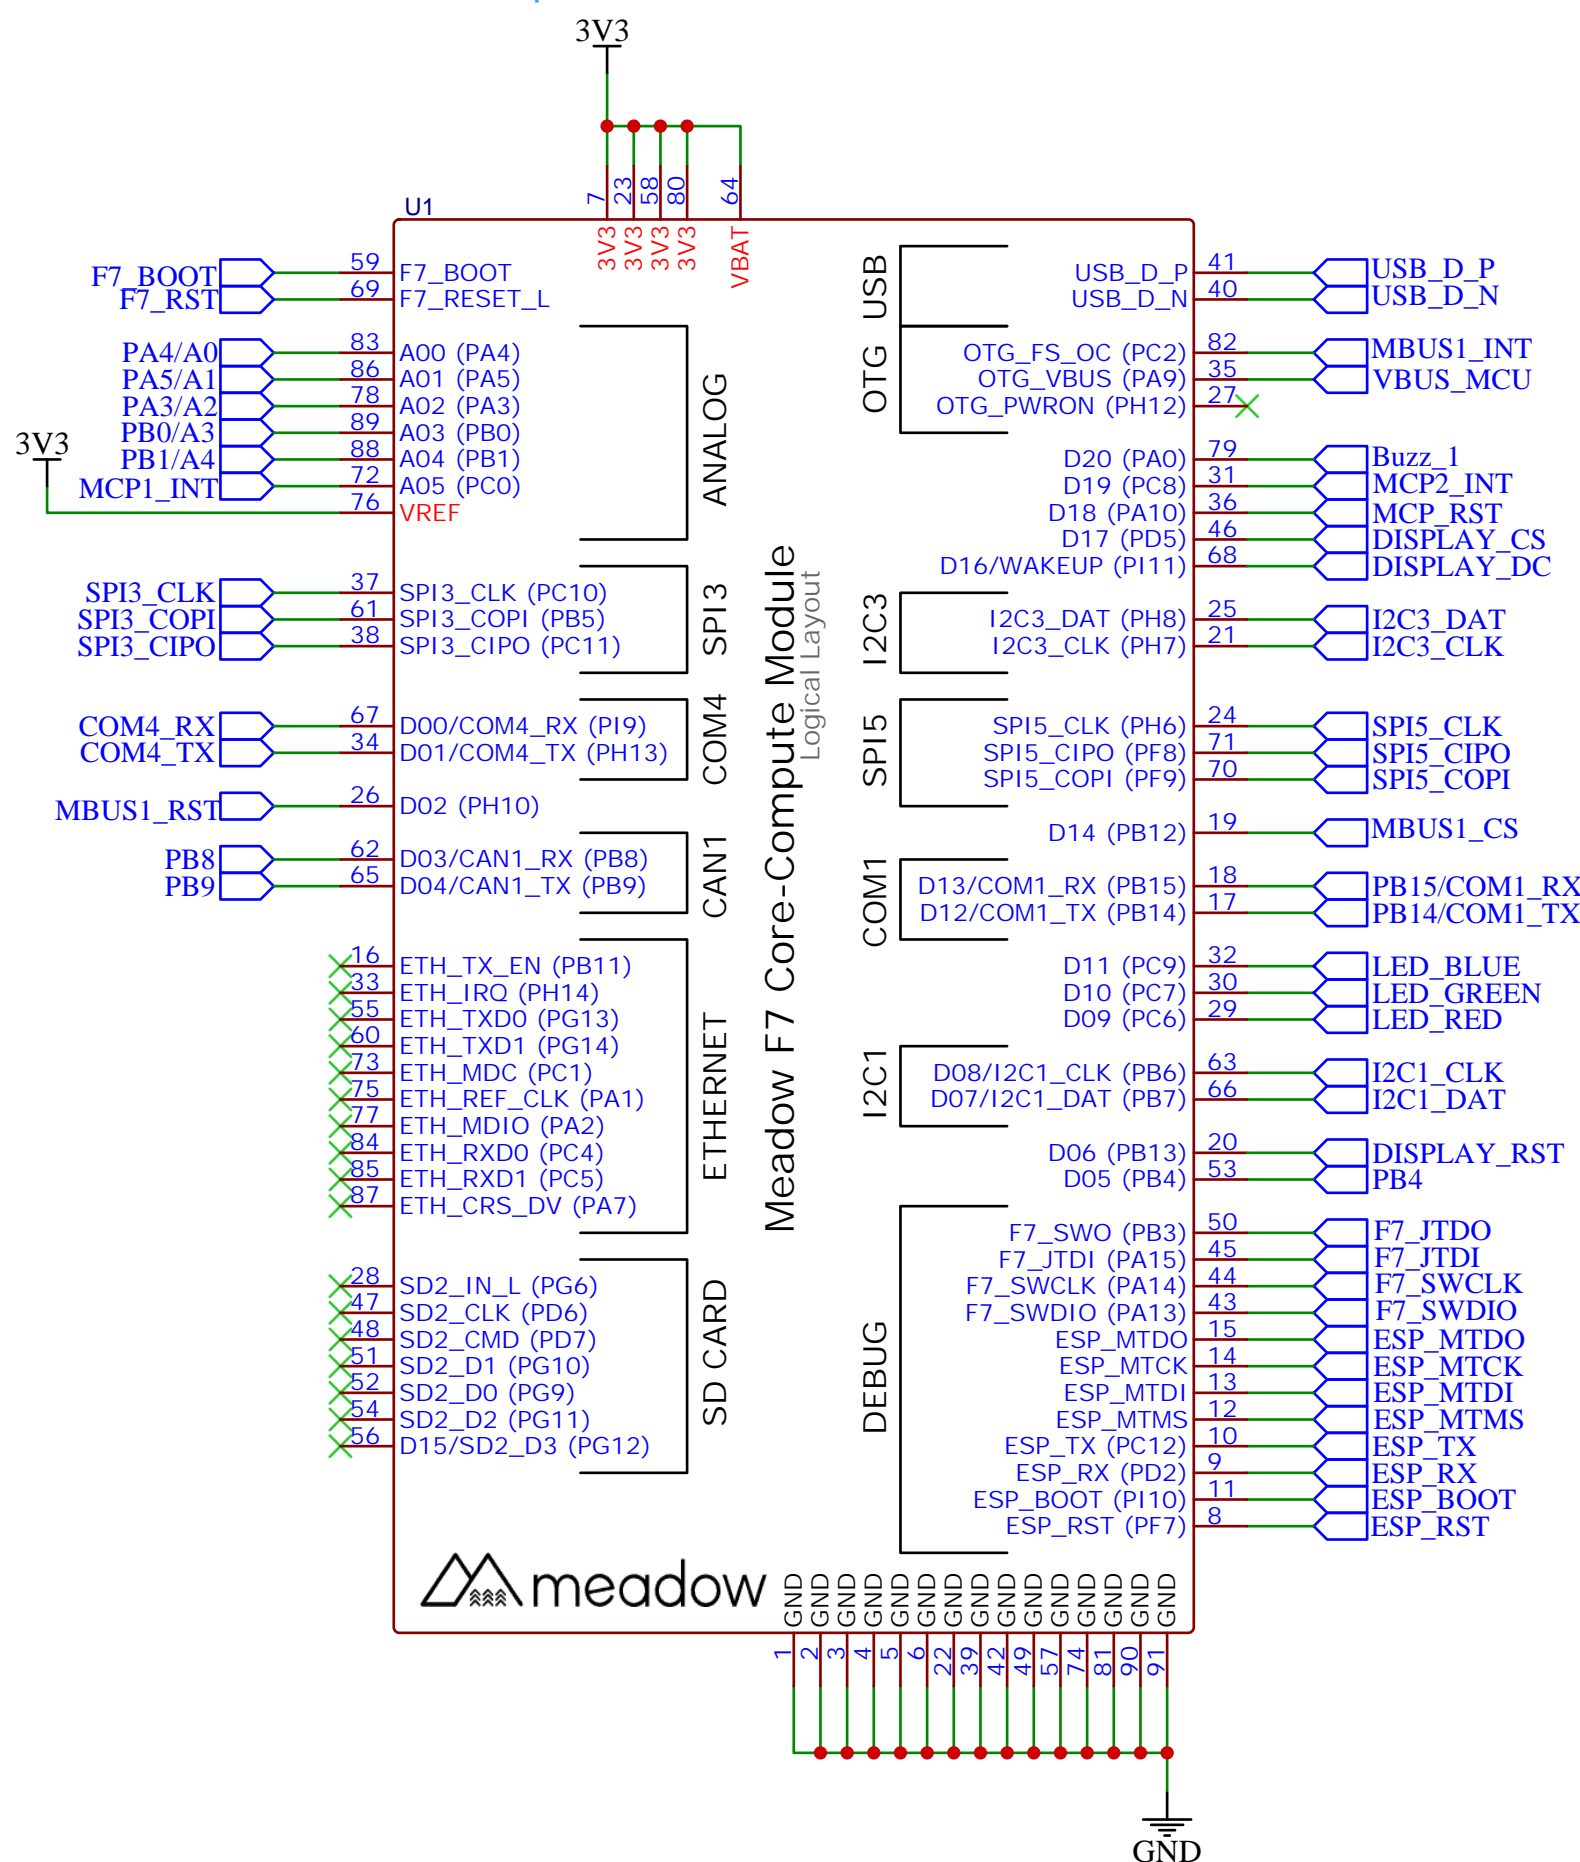 3V3
7 23 58 80 64
U1
3V3 3V3 3V3 3V3 VBAT
F7_BOOT 59 F7_BOOT
F7_RST 69 F7_RESET_L
PA4/A0 83 A00 (PA4)
PA5/A1 86 A01 (PA5)
PA3/A2 78 A02 (PA3)
PB0/A3 89 A03 (PB0)
PB1/A4 88 A04 (PB1)
MCP1_INT 72 A05 (PC0)
3V3
76 VREF
ANALOG
SPI3_CLK 37 SPI3_CLK (PC10)
SPI3_COPI 61 SPI3_COPI (PB5)
SPI3_CIPO 38 SPI3_CIPO (PC11)
SPI3
COM4_RX 67 D00/COM4_RX (PI9)
COM4_TX 34 D01/COM4_TX (PH13)
COM4
MBUS1_RST 26 D02 (PH10)
PB8 62 D03/CAN1_RX (PB8)
PB9 65 D04/CAN1_TX (PB9)
CAN1
16 ETH_TX_EN (PB11)
33 ETH_IRQ (PH14)
55 ETH_TXD0 (PG13)
60 ETH_TXD1 (PG14)
73 ETH_MDC (PC1)
75 ETH_REF_CLK (PA1)
77 ETH_MDIO (PA2)
84 ETH_RXD0 (PC4)
85 ETH_RXD1 (PC5)
87 ETH_CRS_DV (PA7)
ETHERNET
28 SD2_IN_L (PG6)
47 SD2_CLK (PD6)
48 SD2_CMD (PD7)
51 SD2_D1 (PG10)
52 SD2_D0 (PG9)
54 SD2_D2 (PG11)
56 D15/SD2_D3 (PG12)
SD CARD
Meadow F7 Core-Compute Module
Logical Layout
USB
USB_D_P 41 USB_D_P
USB_D_N 40 USB_D_N
OTG
OTG_FS_OC (PC2) 82 MBUS1_INT
OTG_VBUS (PA9) 35 VBUS_MCU
OTG_PWRON (PH12) 27
D20 (PA0) 79 Buzz_1
D19 (PC8) 31 MCP2_INT
D18 (PA10) 36 MCP_RST
D17 (PD5) 46 DISPLAY_CS
D16/WAKEUP (PI11) 68 DISPLAY_DC
I2C3
I2C3_DAT (PH8) 25 I2C3_DAT
I2C3_CLK (PH7) 21 I2C3_CLK
SPI5
SPI5_CLK (PH6) 24 SPI5_CLK
SPI5_CIPO (PF8) 71 SPI5_CIPO
SPI5_COPI (PF9) 70 SPI5_COPI
D14 (PB12) 19 MBUS1_CS
COM1
D13/COM1_RX (PB15) 18 PB15/COM1_RX
D12/COM1_TX (PB14) 17 PB14/COM1_TX
D11 (PC9) 32 LED_BLUE
D10 (PC7) 30 LED_GREEN
D09 (PC6) 29 LED_RED
I2C1
D08/I2C1_CLK (PB6) 63 I2C1_CLK
D07/I2C1_DAT (PB7) 66 I2C1_DAT
D06 (PB13) 20 DISPLAY_RST
D05 (PB4) 53 PB4
DEBUG
F7_SWO (PB3) 50 F7_JTDO
F7_JTDI (PA15) 45 F7_JTDI
F7_SWCLK (PA14) 44 F7_SWCLK
F7_SWDIO (PA13) 43 F7_SWDIO
ESP_MTDO 15 ESP_MTDO
ESP_MTCK 14 ESP_MTCK
ESP_MTDI 13 ESP_MTDI
ESP_MTMS 12 ESP_MTMS
ESP_TX (PC12) 10 ESP_TX
ESP_RX (PD2) 9 ESP_RX
ESP_BOOT (PI10) 11 ESP_BOOT
ESP_RST (PF7) 8 ESP_RST
meadow
GND GND GND GND GND GND GND GND GND GND GND GND GND GND GND
1 2 3 4 5 6 22 39 42 49 57 74 81 90 91
GND